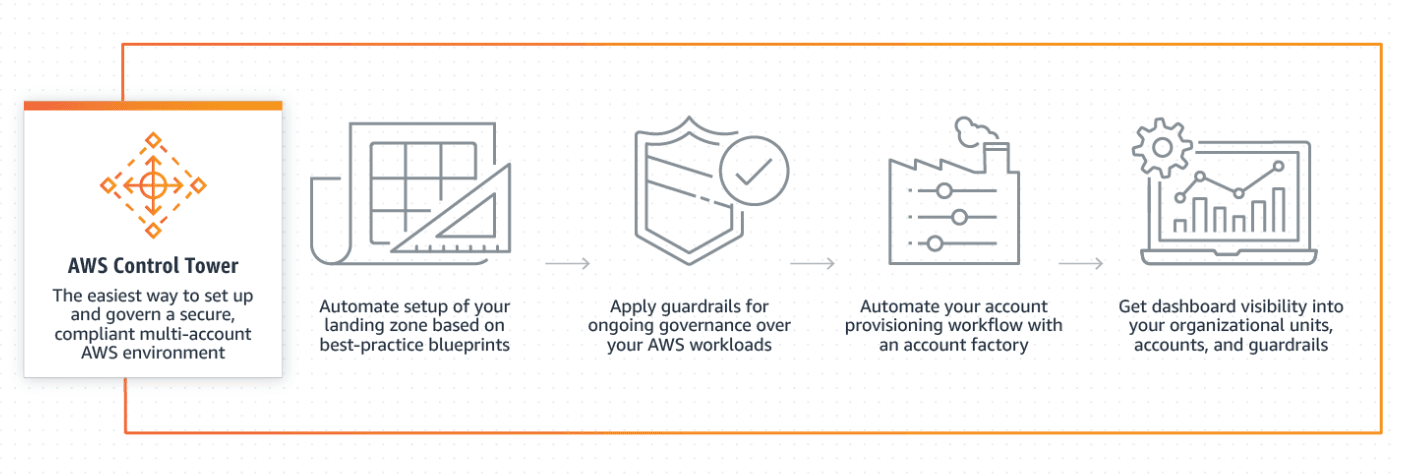 AWS Control Tower
The easiest way to set up
and govern a secure,
compliant multi-account
AWS environment
Automate setup of your
landing zone based on
best-practice blueprints
Apply guardrails for
ongoing governance over
your AWS workloads
Automate your account
provisioning workflow with
an account factory
Get dashboard visibility into
your organizational units,
accounts, and guardrails